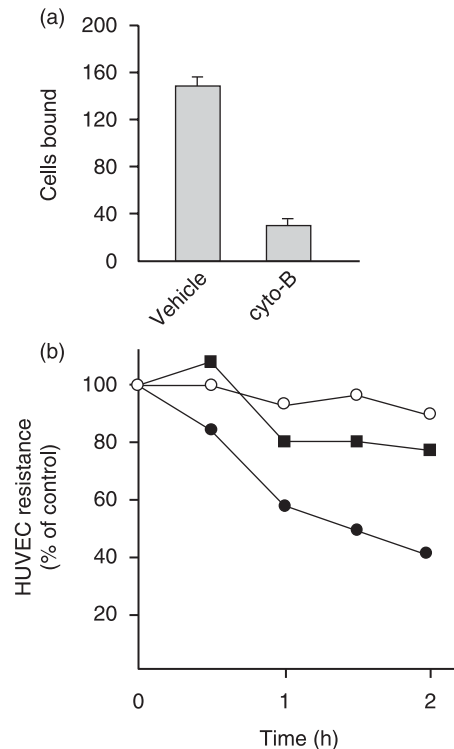 (a)
200
160
120
80
40
0
Cells bound
Vehicle
cyto-B
(b)
100
80
60
40
20
HUVEC resistance
(% of control)
0
1
2
Time (h)